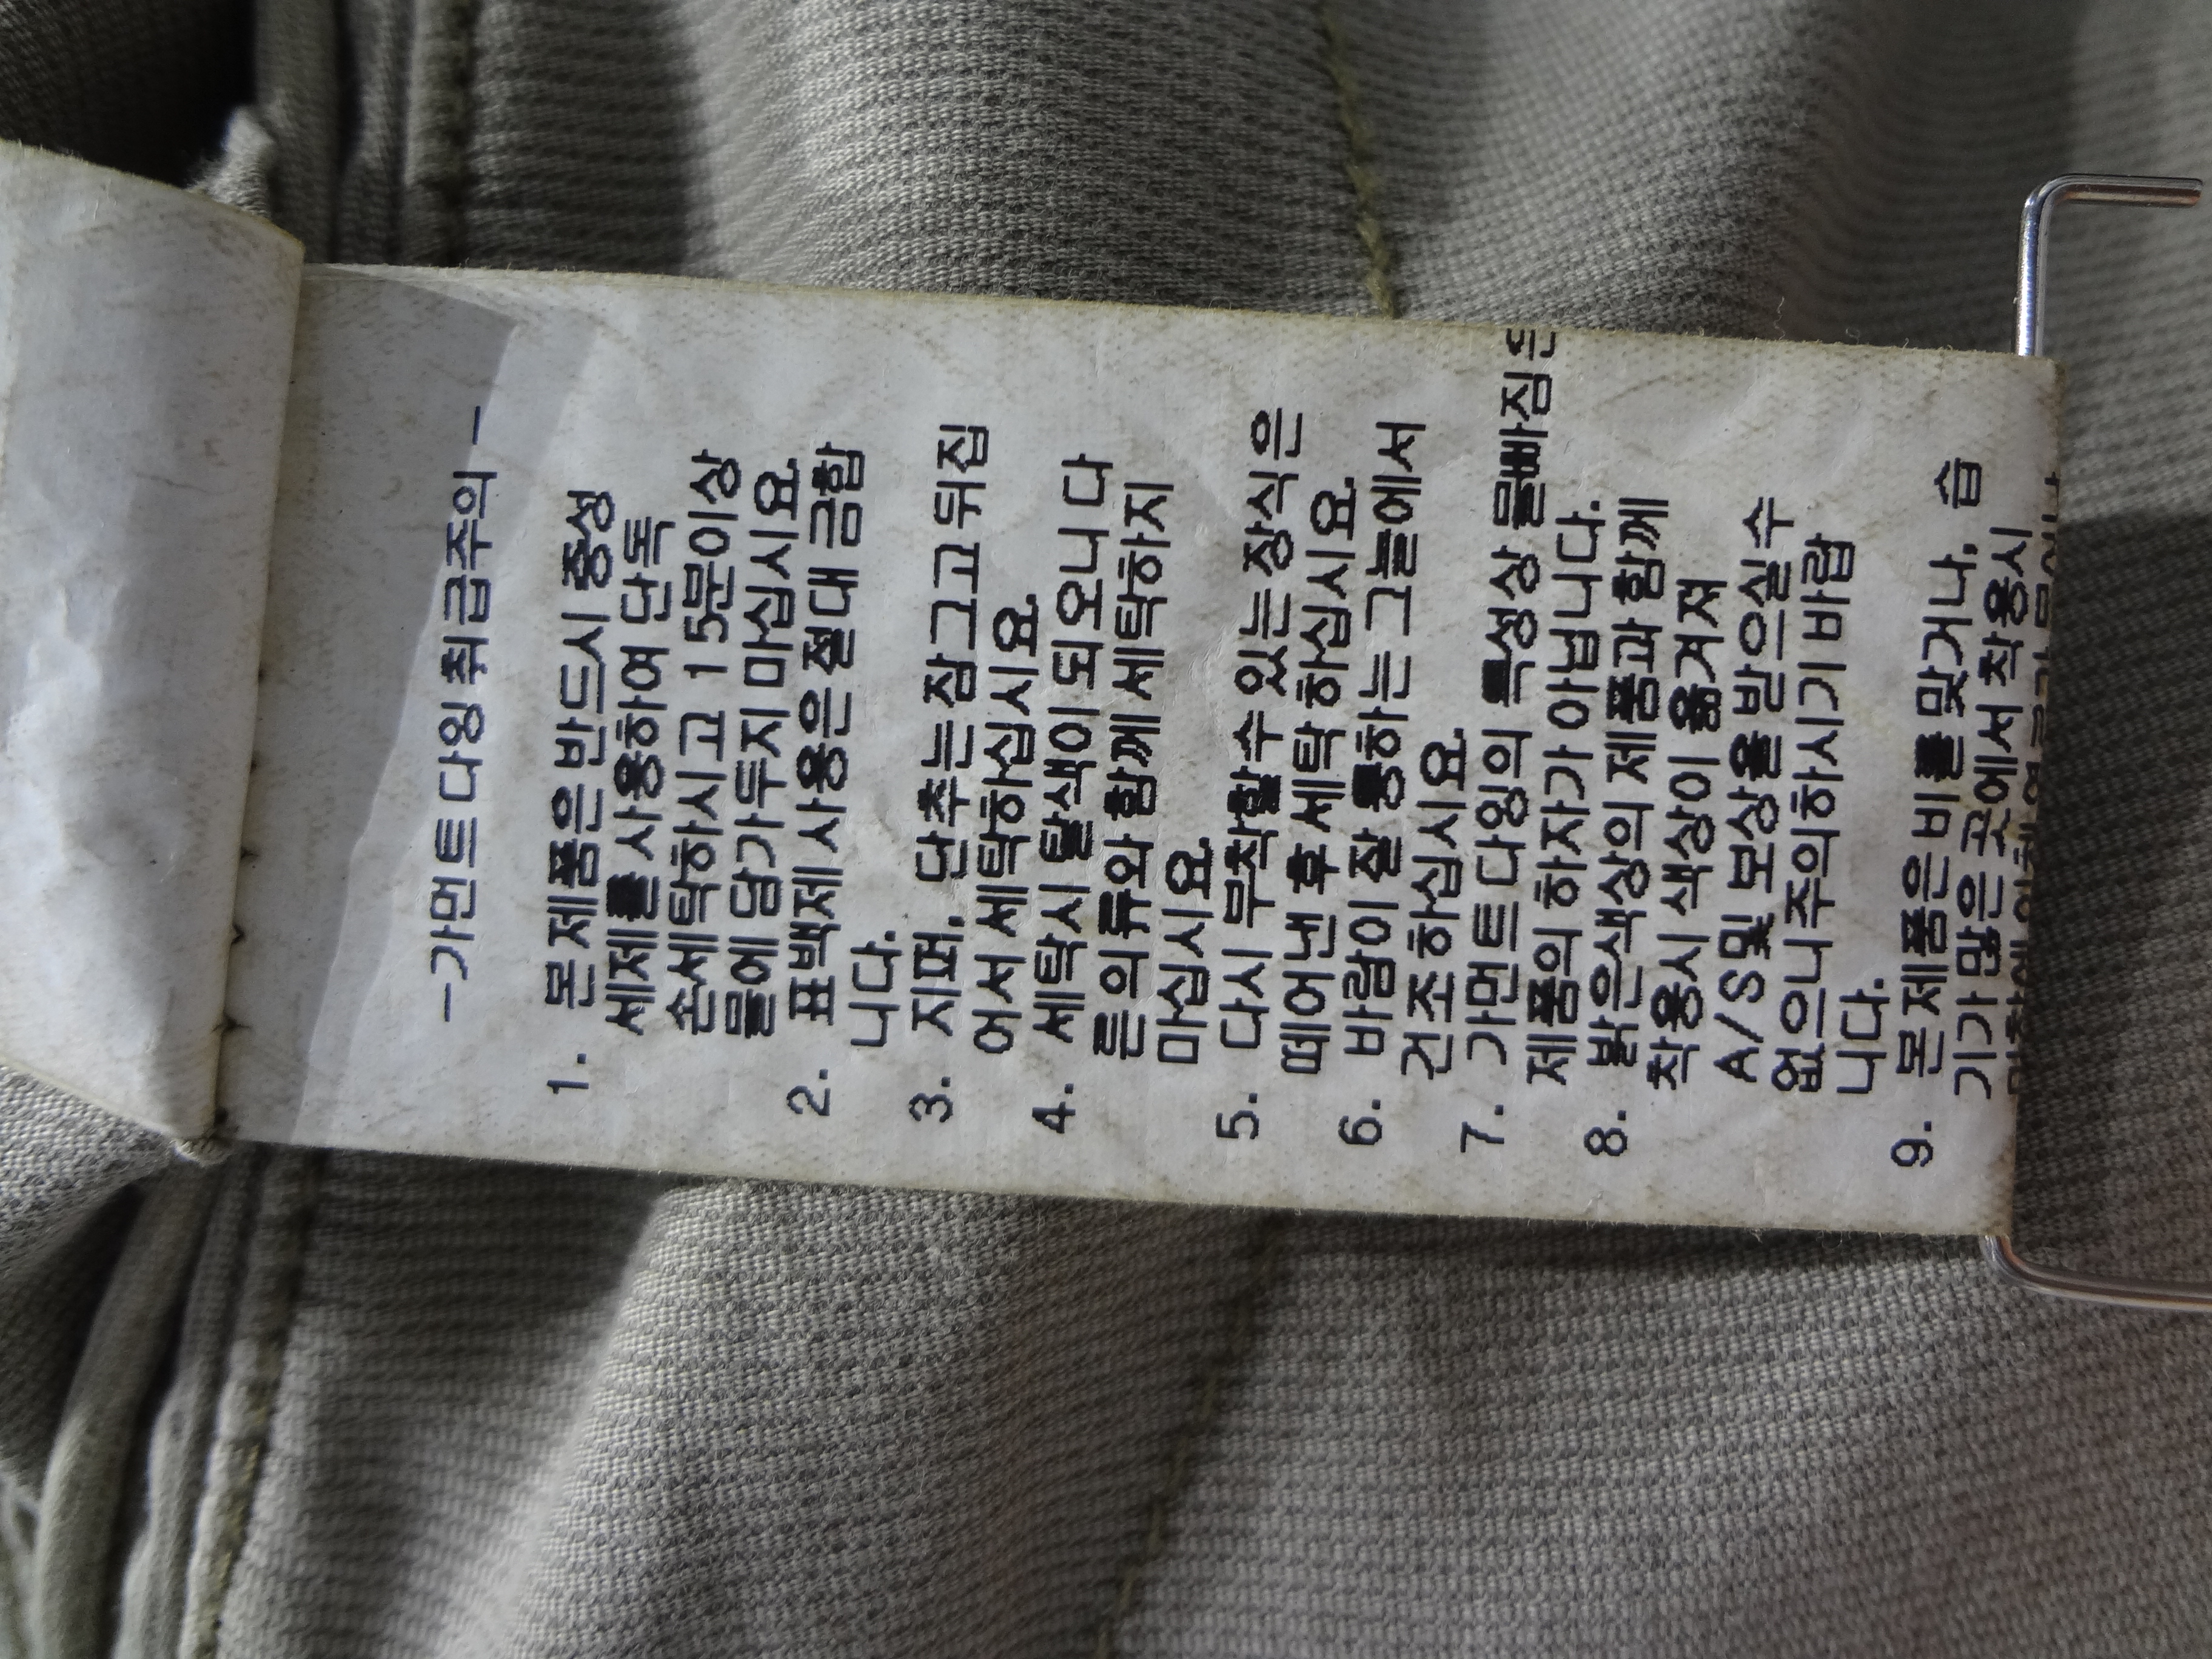 -가먼트다잉 취급주의-
1. 본제품은 반드시 중성
세제를 사용하여 단독
손세탁하시고 15분이상
물에 담가두지 마십시요.
2. 표백제 사용은 절대 금합
니다.
3. 지퍼, 단추는 잠그고 뒤집
어서 세탁하십시요.
4. 세탁시 탈색이 되오니 다
른의류와 함께 세탁하지
마십시요.
5. 다시 부착할수 있는 장식은
떼어낸 후 세탁 하십시요.
6. 바람이 잘 통하는 그늘에서
건조하십시요.
7. 가먼트다잉의 특성상 물빠짐은
제품의 하자가 아닙니다.
8. 밝은색상의 제품과 함께
착용시 색상이 옮겨져
A/S및 보상을 받으실수
없으니주의하시기 바랍
니다.
9. 본제품은 비를 맞거나, 습
기가 많은 곳에서 착용시